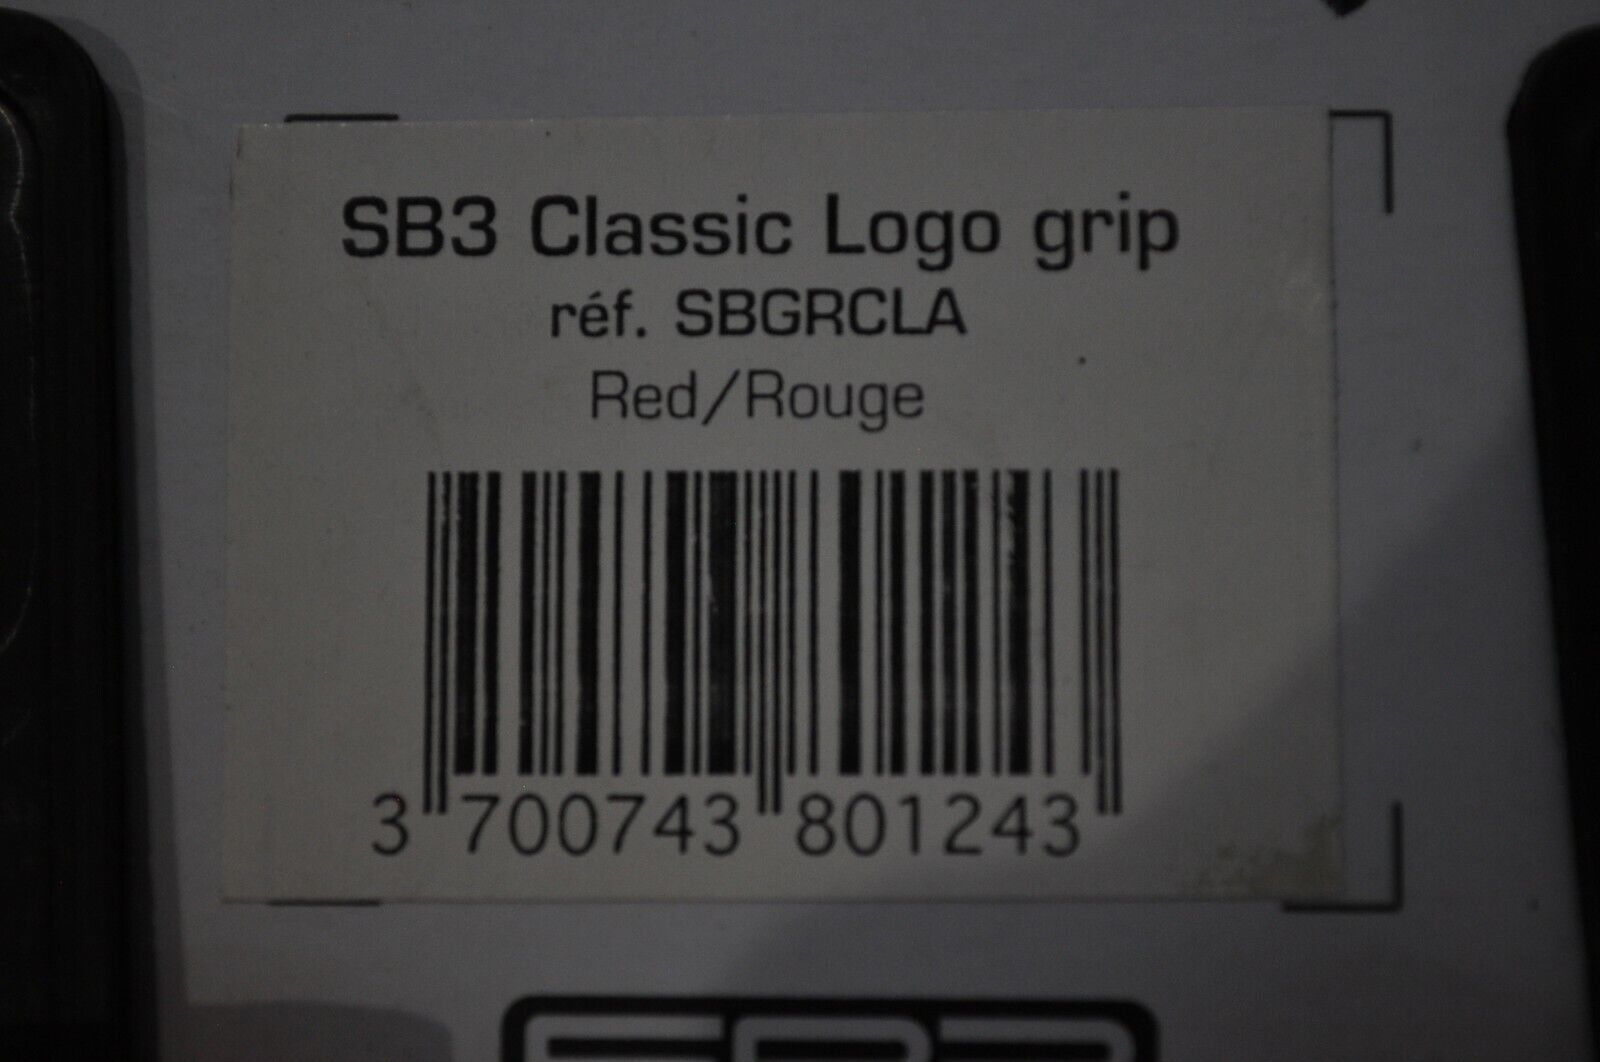 SB3 Classic Logo grip
réf. SBGRCLA
Red/Rouge
3 700743 801243